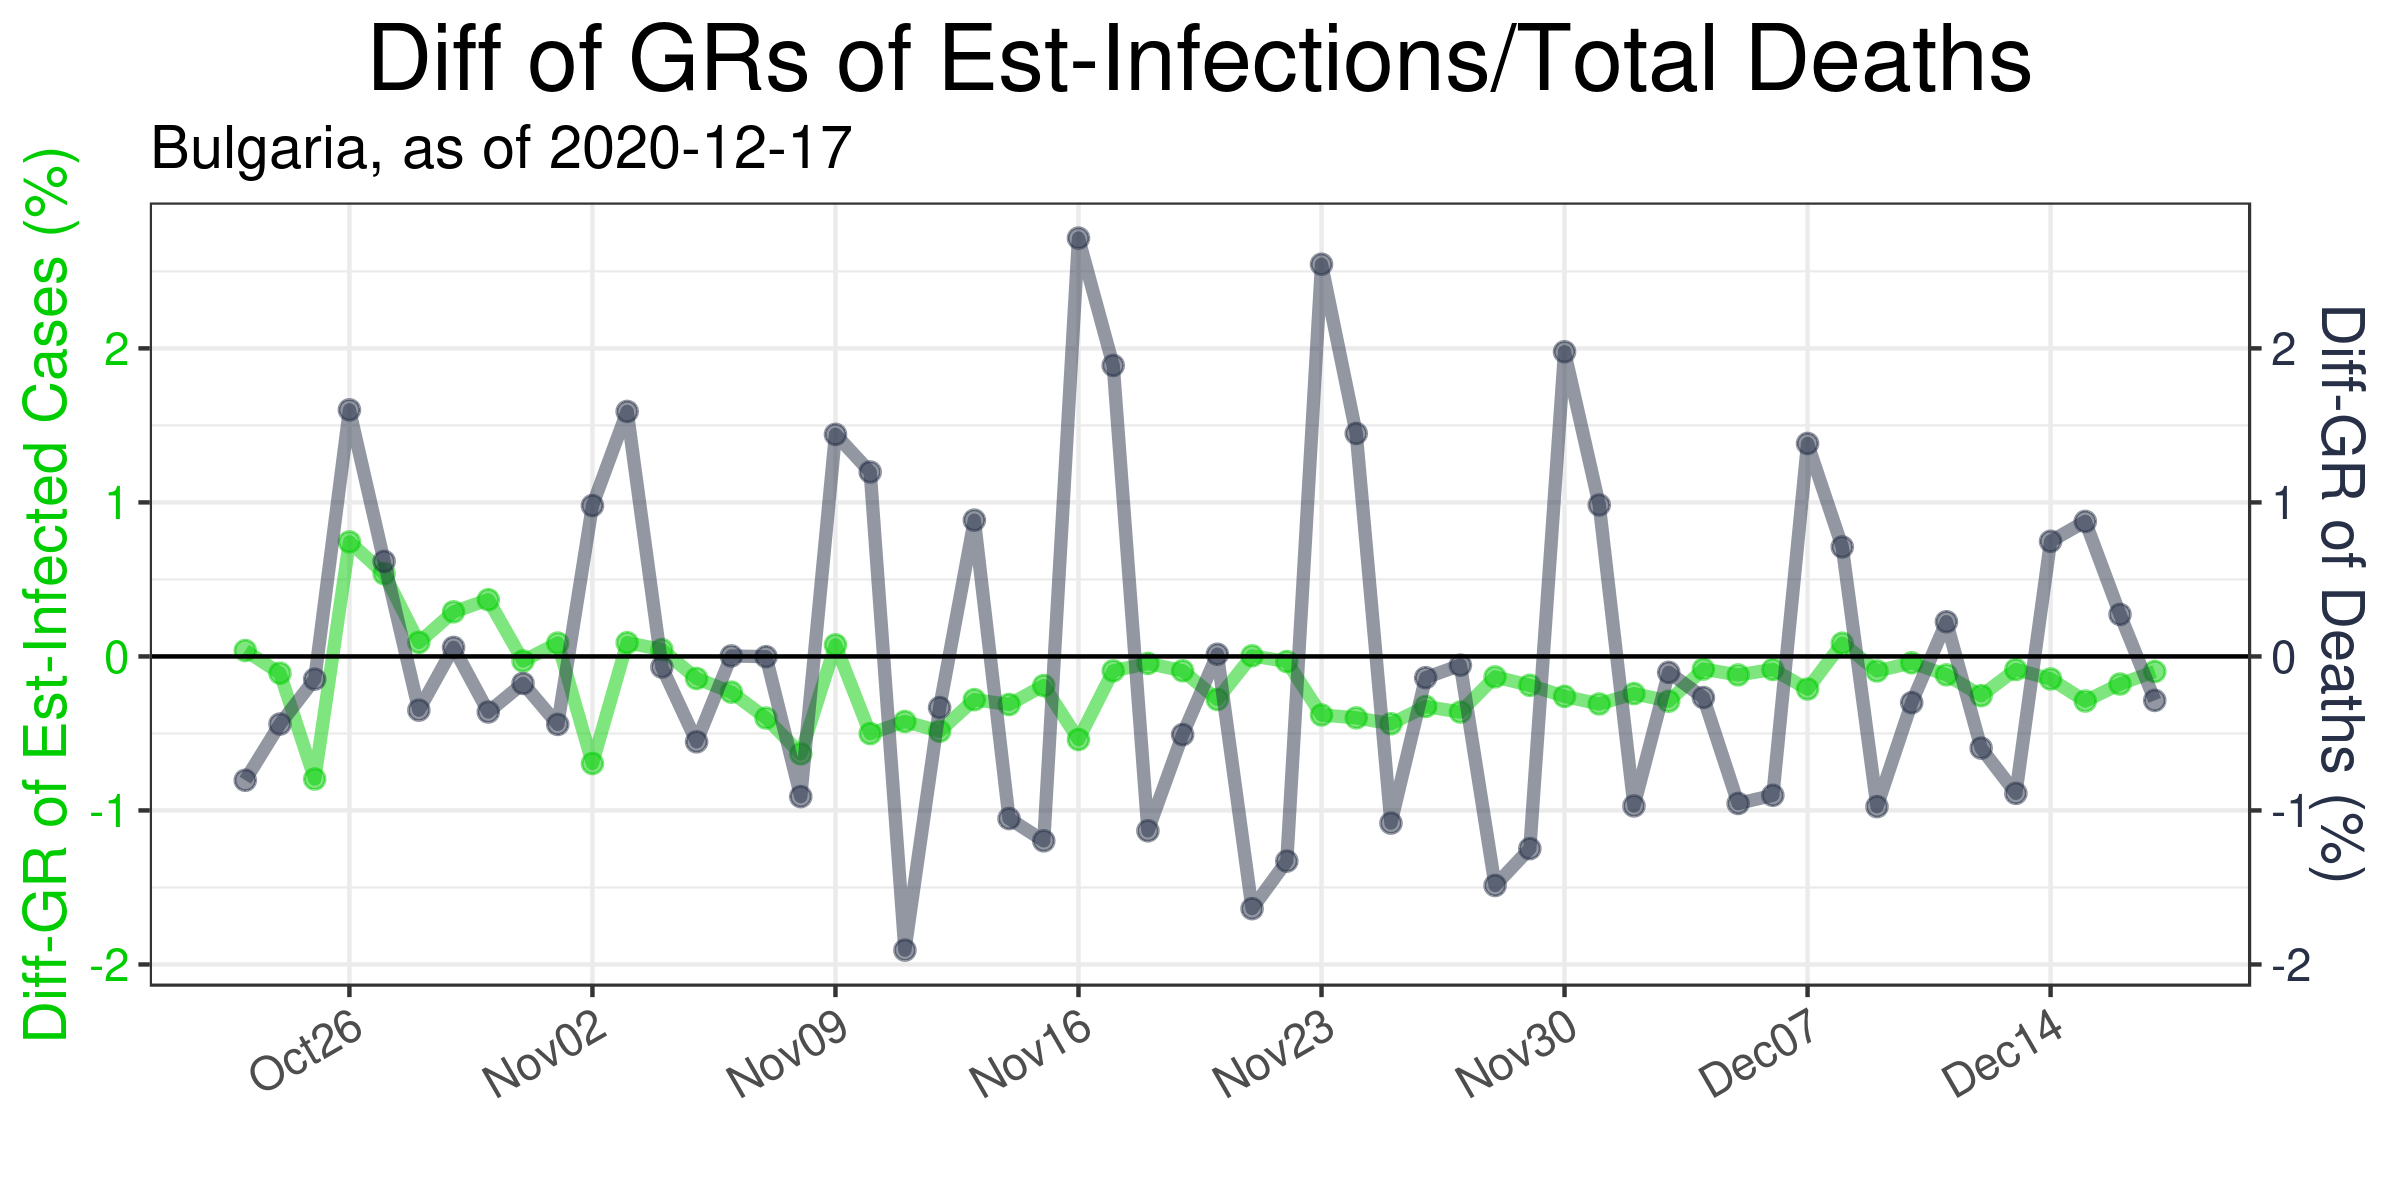 Diff of GRs of Est-Infections/Total Deaths
Bulgaria, as of 2020-12-17
Diff-GR of Est-Infected Cases (%)
2
1
0
-1
-2
2
1
0
-1
-2
Diff-GR of Deaths (%)
Oct26
Nov02
Nov09
Nov16
Nov23
Nov30
Dec07
Dec14